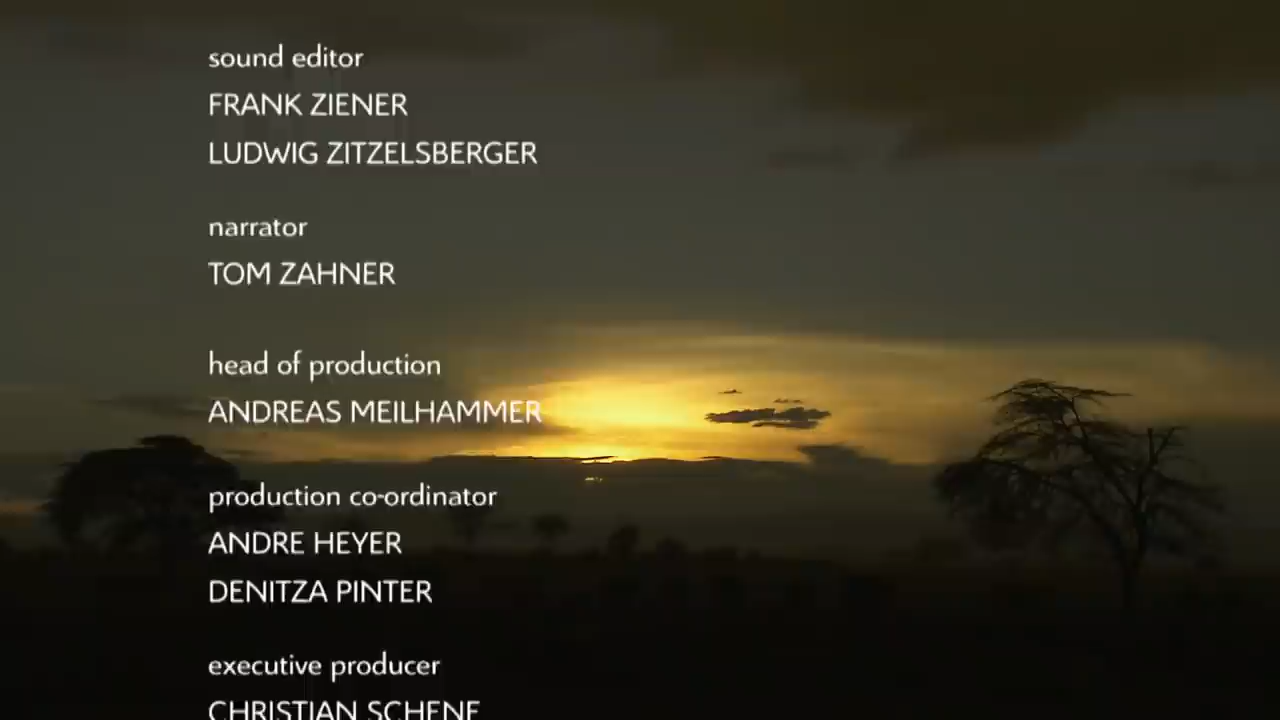 sound editor
FRANK ZIENER
LUDWIG ZITZELSBERGER
narrator
TOM ZAHNER
head of production
ANDREAS MEILHAMMER
production co-ordinator
ANDRE HEYER
DENITZA PINTER
executive producer
CHRISTIAN